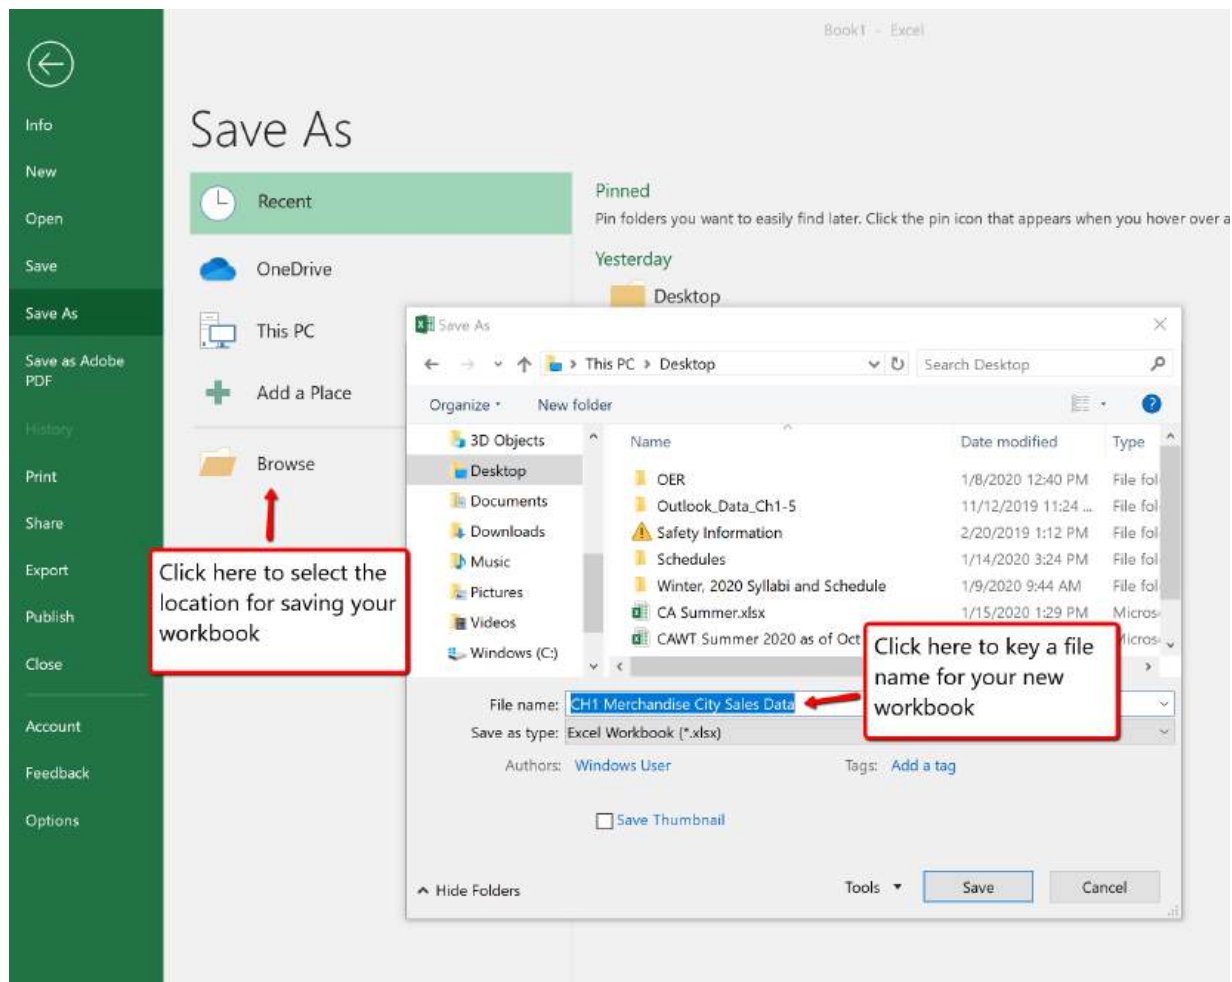 Book1 - Excel
Info
New
Open
Save
Save As
Save as Adobe
PDF
History
Print
Share
Export
Publish
Close
Account
Feedback
Options
Save As
Recent
OneDrive
This PC
Add a Place
Browse
Click here to select the
location for saving your
workbook
Pinned
Pin folders you want to easily find later. Click the pin icon that appears when you hover over a
Yesterday
Desktop
Save As
This PC > Desktop
Search Desktop
Organize
New folder
3D Objects
Desktop
Documents
Downloads
Music
Pictures
Videos
Windows (C:)
Name Date modified Type
OER 1/8/2020 12:40 PM File fol
Outlook_Data_Ch1-5 11/12/2019 11:24 ... File fol
Safety Information 2/20/2019 1:12 PM File fol
Schedules 1/14/2020 3:24 PM File fol
Winter, 2020 Syllabi and Schedule 1/9/2020 9:44 AM File fol
CA Summer.xlsx 1/15/2020 1:29 PM Micros
CAWT Summer 2020 as of Oct Micros
Click here to key a file
name for your new
workbook
File name: CH1 Merchandise City Sales Data
Save as type: Excel Workbook (*.xlsx)
Authors: Windows User
Tags: Add a tag
Save Thumbnail
Hide Folders
Tools
Save
Cancel